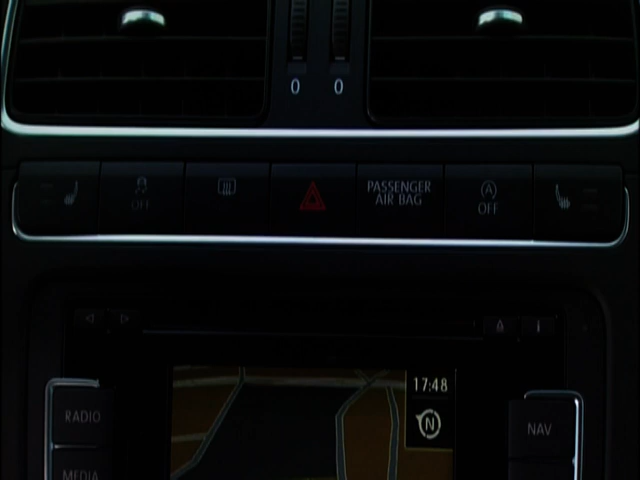 0 0
OFF
PASSENGER
AIR BAG
A
OFF
17:48
N
RADIO
NAV
MEDIA